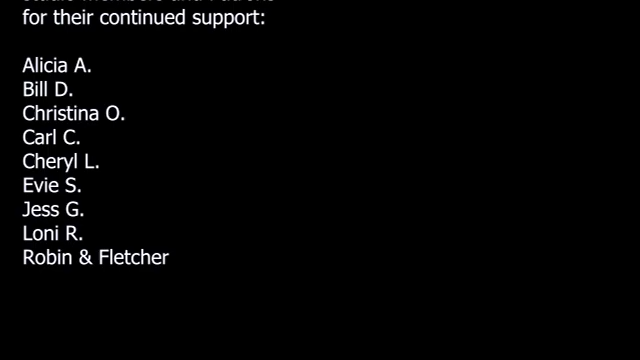 for their continued support:
Alicia A.
Bill D.
Christina O.
Carl C.
Cheryl L.
Evie S.
Jess G.
Loni R.
Robin & Fletcher